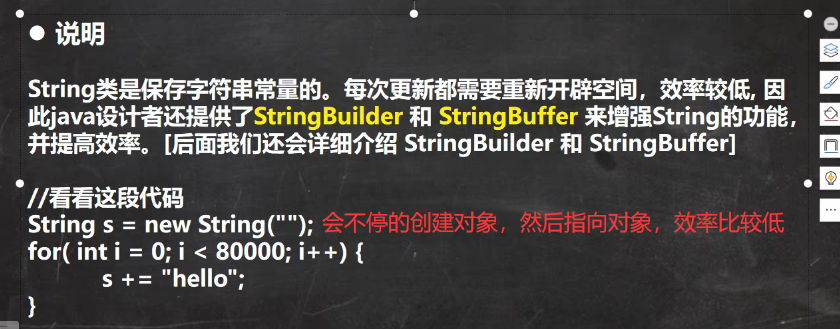 ● 说明
String类是保存字符串常量的。每次更新都需要重新开辟空间，效率较低, 因
此java设计者还提供了StringBuilder 和 StringBuffer 来增强String的功能，
并提高效率。[后面我们还会详细介绍 StringBuilder 和 StringBuffer]
//看看这段代码
String s = new String(""); 会不停的创建对象，然后指向对象，效率比较低
for( int i = 0; i < 80000; i++) {
s += "hello";
}